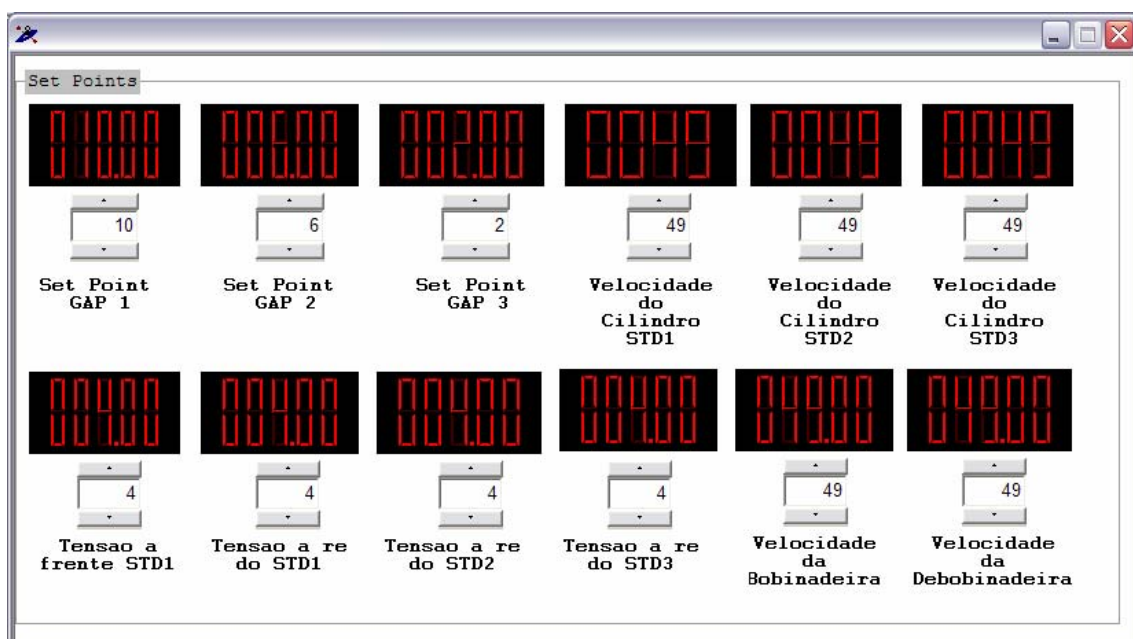 Set Points
010.00 006.00 002.00 0049 0049 0049
10 6 2 49 49 49
Set Point
GAP 1
Set Point
GAP 2
Set Point
GAP 3
Velocidade
do
Cilindro
STD1
Velocidade
do
Cilindro
STD2
Velocidade
do
Cilindro
STD3
004.00 004.00 004.00 004.00 049.00 049.00
4 4 4 4 49 49
Tensao a
frente STD1
Tensao a re
do STD1
Tensao a re
do STD2
Tensao a re
do STD3
Velocidade
da
Bobinadeira
Velocidade
da
Debobinadeira